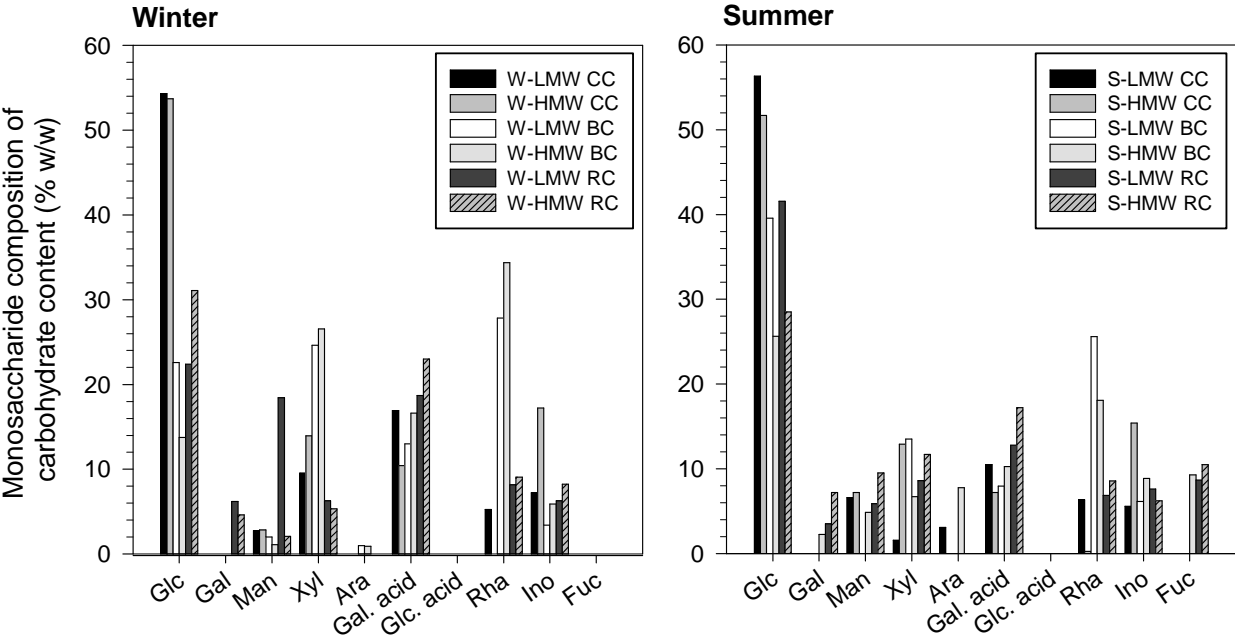 Winter
Monosaccharide composition of
carbohydrate content (% w/w)
60
50
40
30
20
10
0
W-LMW CC
W-HMW CC
W-LMW BC
W-HMW BC
W-LMW RC
W-HMW RC
Glc
Gal
Man
Xyl
Ara
Gal. acid
Glc. acid
Rha
Ino
Fuc
Summer
60
50
40
30
20
10
0
S-LMW CC
S-HMW CC
S-LMW BC
S-HMW BC
S-LMW RC
S-HMW RC
Glc
Gal
Man
Xyl
Ara
Gal. acid
Glc. acid
Rha
Ino
Fuc